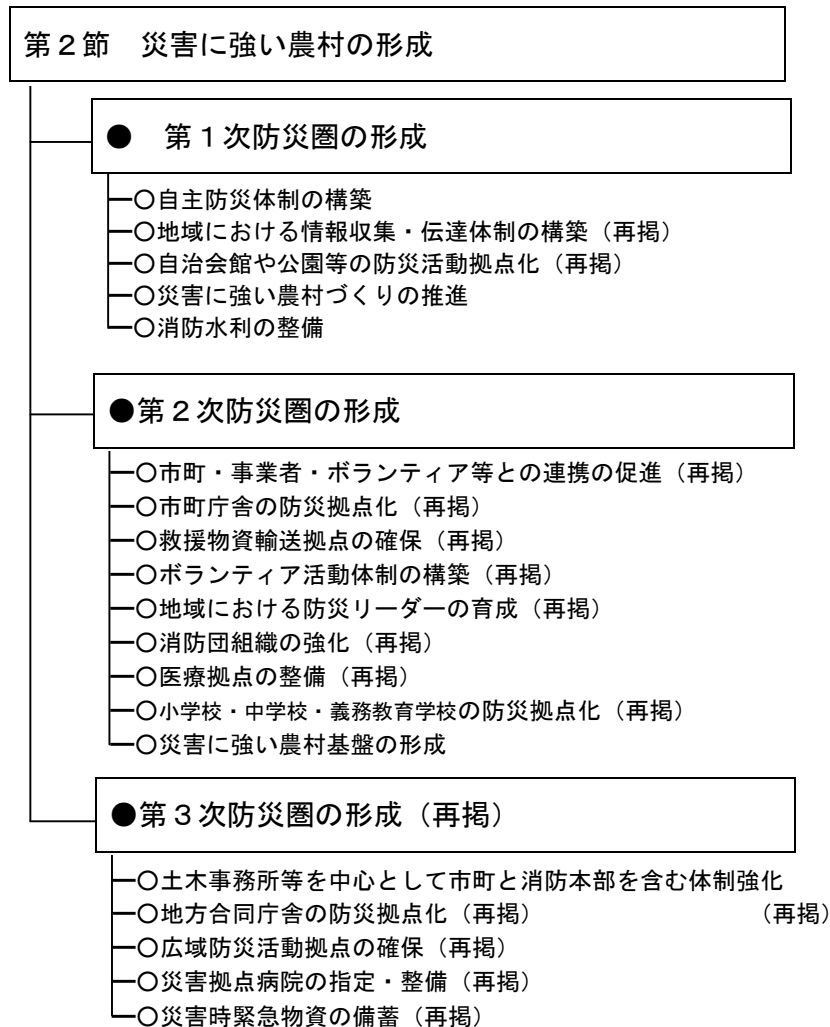 第２節　災害に強い農村の形成
●　第１次防災圏の形成
○自主防災体制の構築
○地域における情報収集・伝達体制の構築（再掲）
○自治会館や公園等の防災活動拠点化（再掲）
○災害に強い農村づくりの推進
○消防水利の整備
●第２次防災圏の形成
○市町・事業者・ボランティア等との連携の促進（再掲）
○市町庁舎の防災拠点化（再掲）
○救援物資輸送拠点の確保（再掲）
○ボランティア活動体制の構築（再掲）
○地域における防災リーダーの育成（再掲）
○消防団組織の強化（再掲）
○医療拠点の整備（再掲）
○小学校・中学校・義務教育学校の防災拠点化（再掲）
○災害に強い農村基盤の形成
●第３次防災圏の形成（再掲）
○土木事務所等を中心として市町と消防本部を含む体制強化
○地方合同庁舎の防災拠点化（再掲）　　　　　　　　（再掲）
○広域防災活動拠点の確保（再掲）
○災害拠点病院の指定・整備（再掲）
○災害時緊急物資の備蓄（再掲）